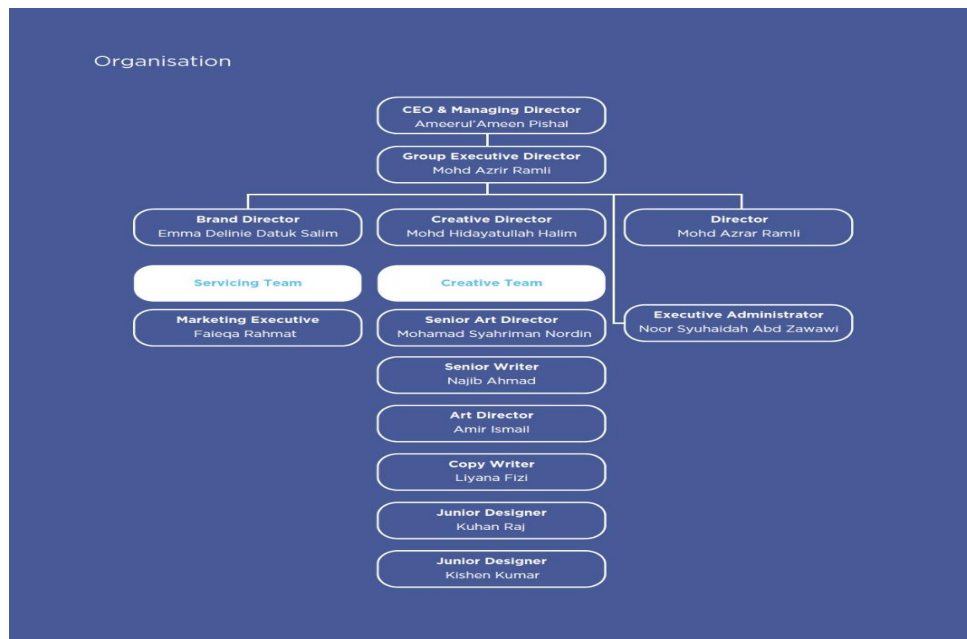 Organisation
CEO & Managing Director
Ameerul'Ameen Pishal
Group Executive Director
Mohd Azrir Ramli
Brand Director
Emma Delinie Datuk Salim
Creative Director
Mohd Hidayatullah Halim
Director
Mohd Azrar Ramli
Servicing Team
Creative Team
Marketing Executive
Faieqa Rahmat
Senior Art Director
Mohamad Syahriman Nordin
Executive Administrator
Noor Syuhaidah Abd Zawawi
Senior Writer
Najib Ahmad
Art Director
Amir Ismail
Copy Writer
Liyana Fizi
Junior Designer
Kuhan Raj
Junior Designer
Kishen Kumar